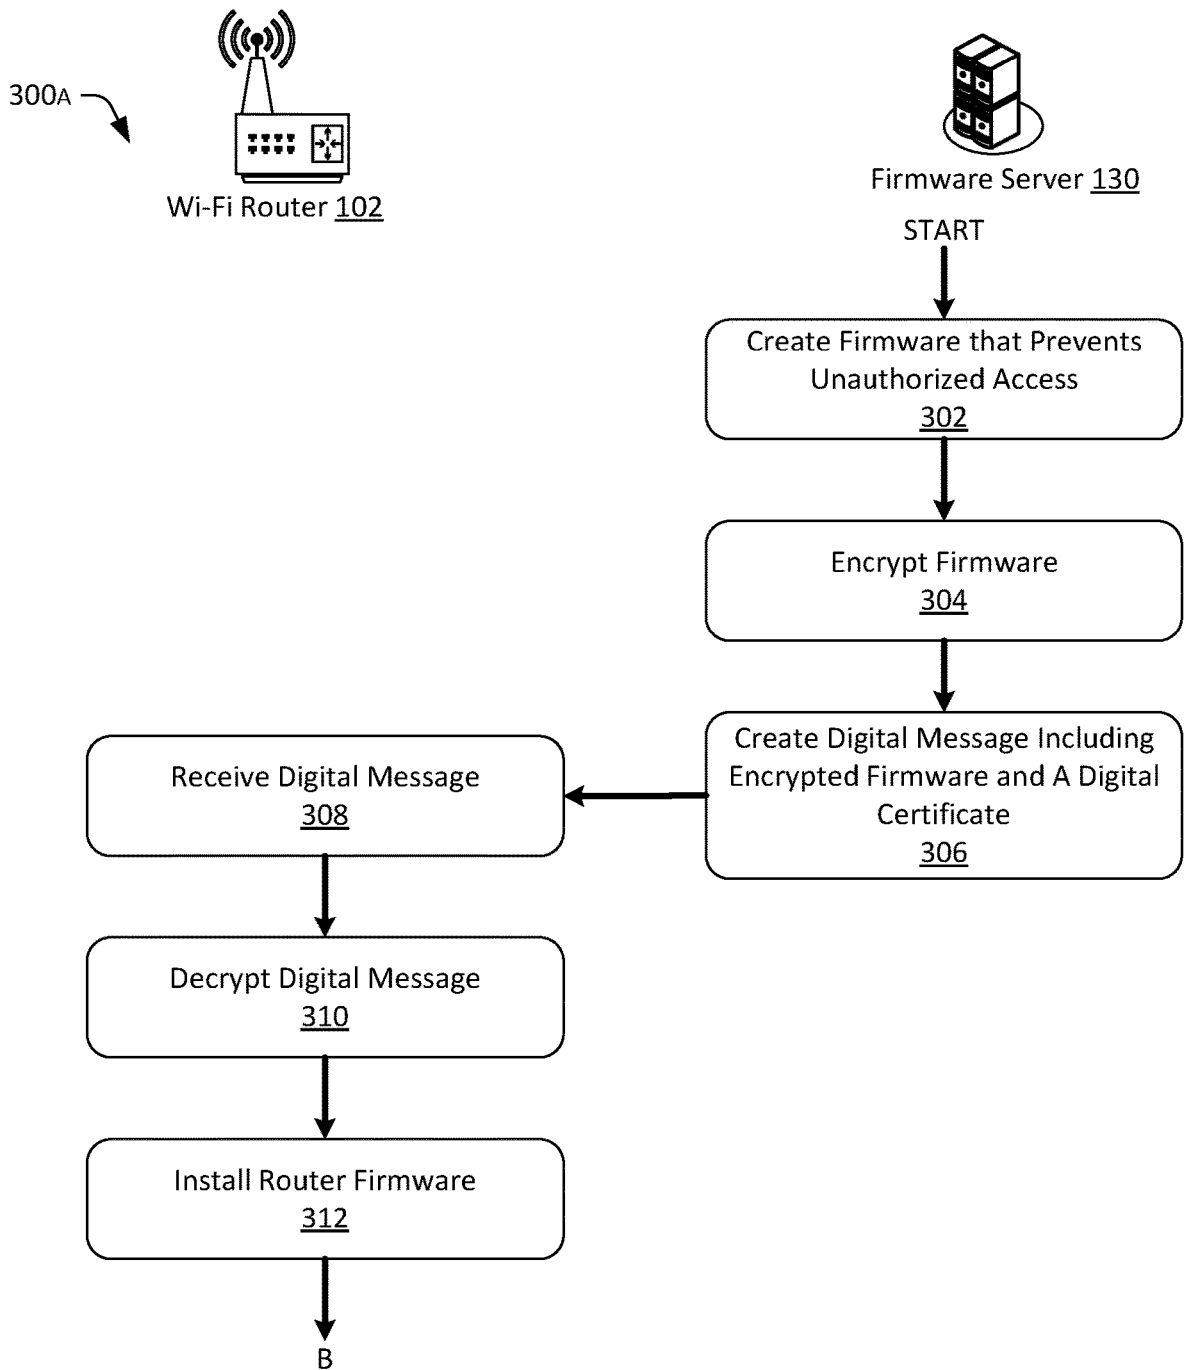 300A
Wi-Fi Router 102
Firmware Server 130
START
Create Firmware that Prevents
Unauthorized Access
302
Encrypt Firmware
304
Create Digital Message Including
Encrypted Firmware and A Digital
Certificate
306
Receive Digital Message
308
Decrypt Digital Message
310
Install Router Firmware
312
B